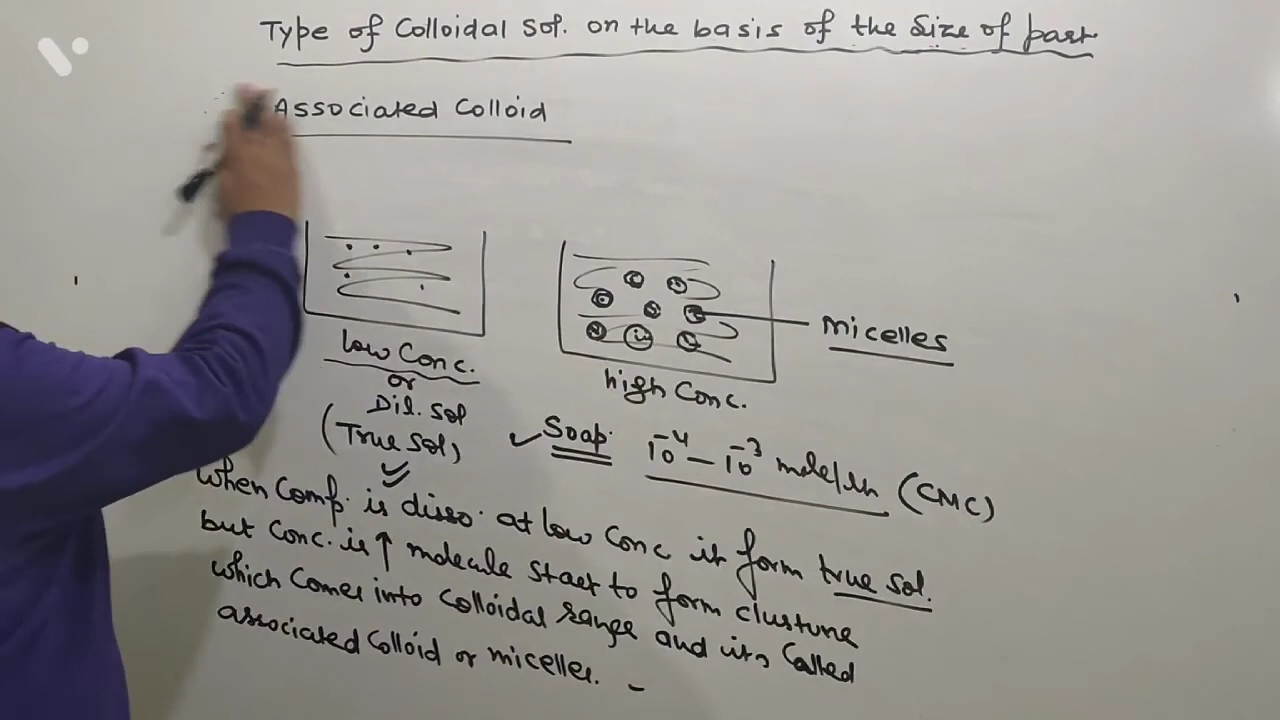 Type of Colloidal Sol. on the basis of the Size of part
Associated Colloid
micelles
low Conc.
or
Dil. Sol
(True Sol)
high Conc.
Soap 10⁻⁴ – 10⁻³ mole/lit (CMC)
When Comp. is disso. at low Conc it form true sol.
but Conc. is ↑ molecule start to form clusture
which comes into colloidal range and its called
associated Colloid or micelles.